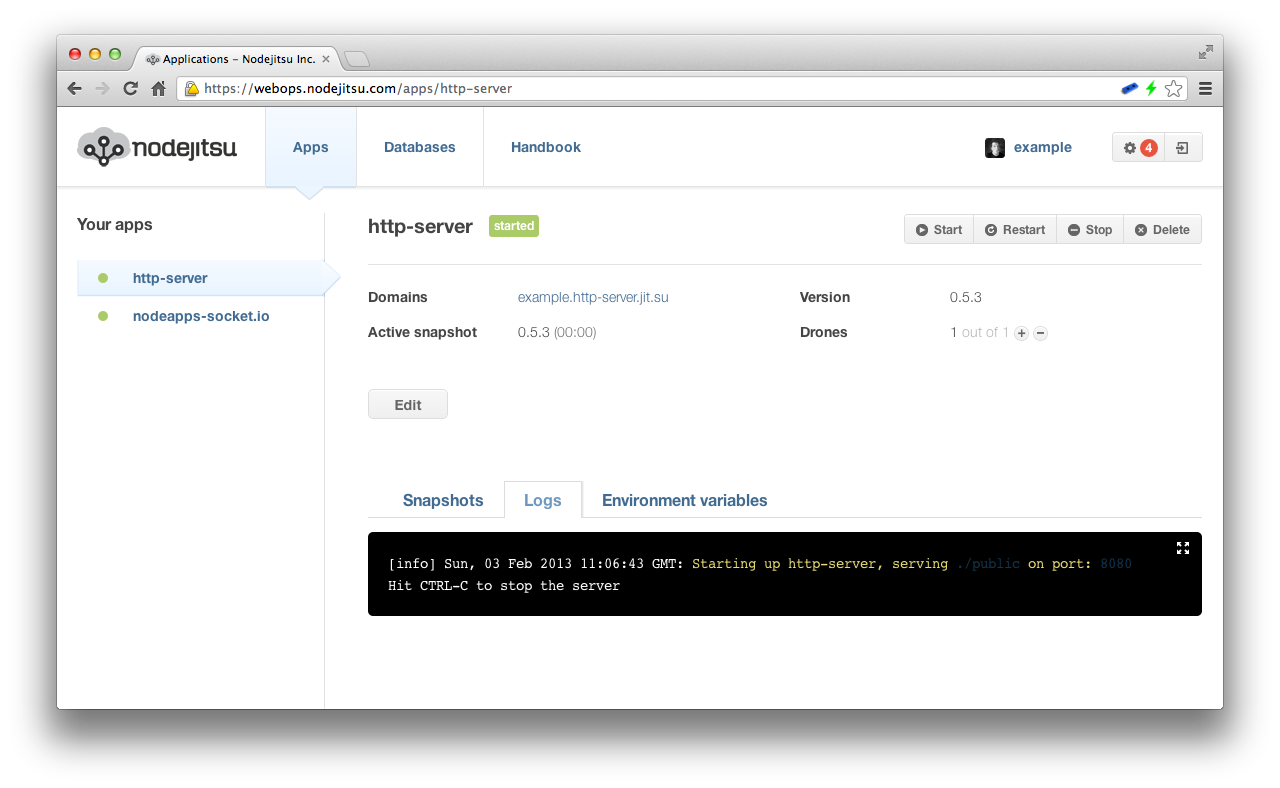 Applications – Nodejitsu Inc.
https://webops.nodejitsu.com/apps/http-server
nodejitsu
Apps
Databases
Handbook
example
4
Your apps
http-server
nodeapps-socket.io
http-server
started
Start
Restart
Stop
Delete
Domains
example.http-server.jit.su
Version
0.5.3
Active snapshot
0.5.3 (00:00)
Drones
1 out of 1
Edit
Snapshots
Logs
Environment variables
[info] Sun, 03 Feb 2013 11:06:43 GMT: Starting up http-server, serving ./public on port: 8080
Hit CTRL-C to stop the server